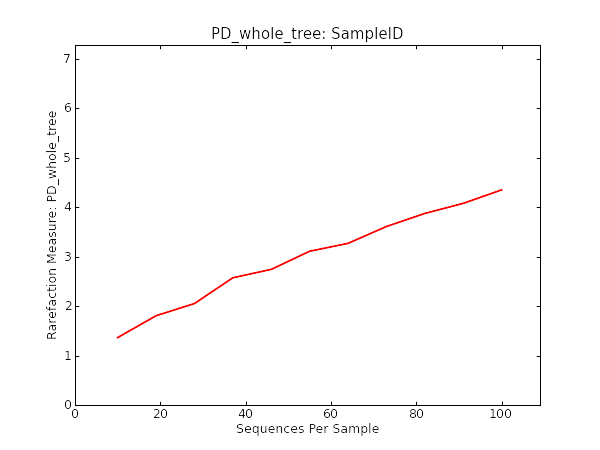 PD_whole_tree: SampleID
Rarefaction Measure: PD_whole_tree
7
6
5
4
3
2
1
0
0 20 40 60 80 100
Sequences Per Sample